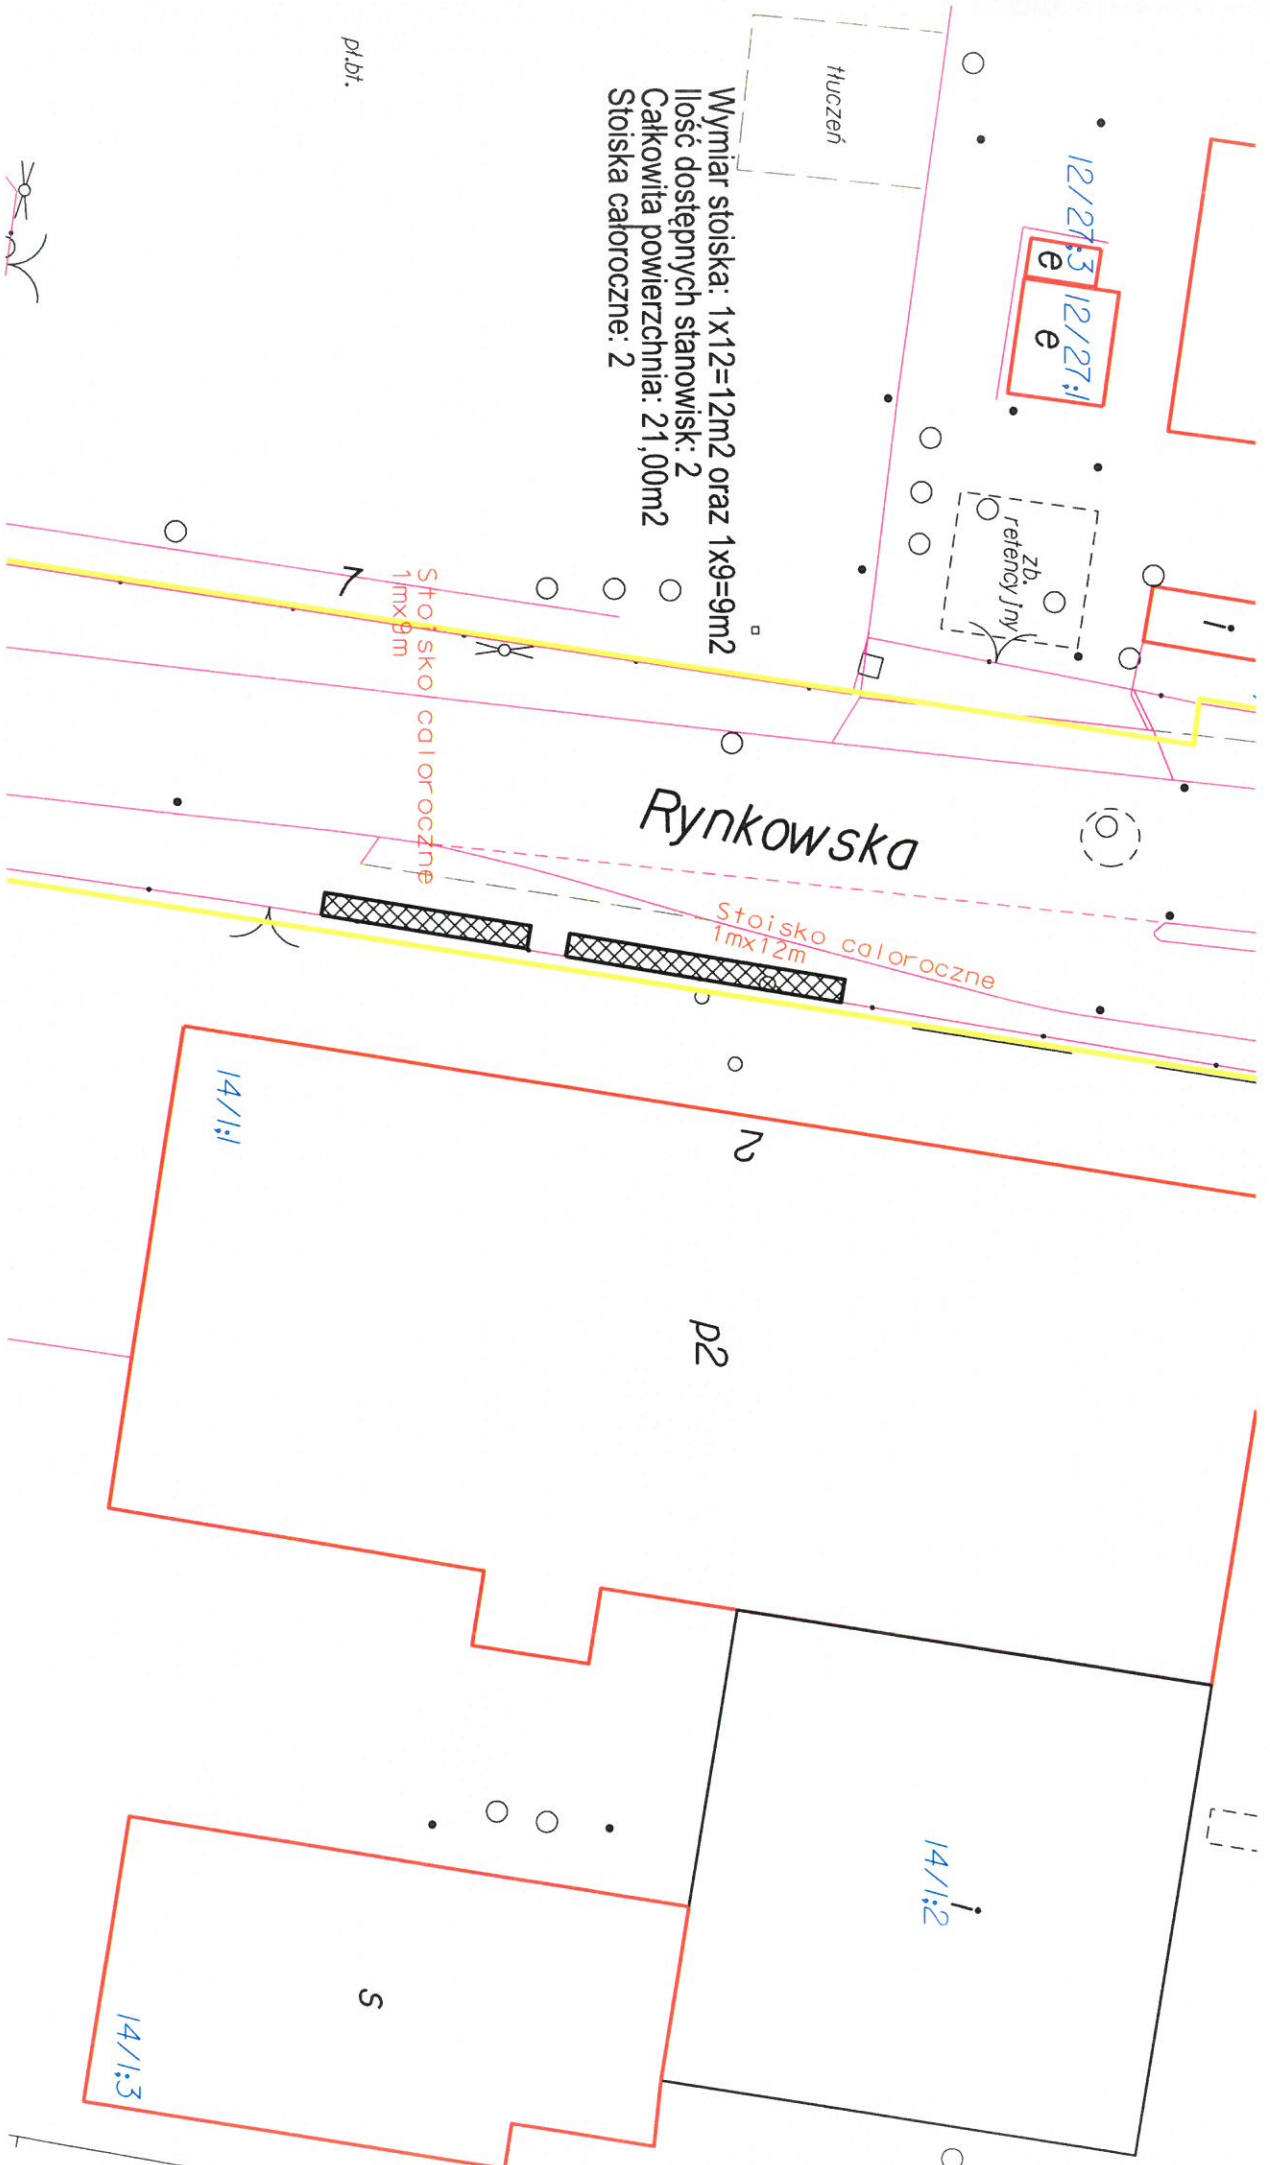 pł.bt.
tłuczeń
Wymiar stoiska: 1x12=12m2 oraz 1x9=9m2
Ilość dostępnych stanowisk: 2
Całkowita powierzchnia: 21,00m2
Stoiska całoroczne: 2
12/27;3
e
12/27;1
e
zb.
retencyjny
i
7
Stoisko caloroczne
1mx9m
Rynkowska
Stoisko caloroczne
1mx12m
14/1;1
2
p2
14/1;2
i
s
14/1;3